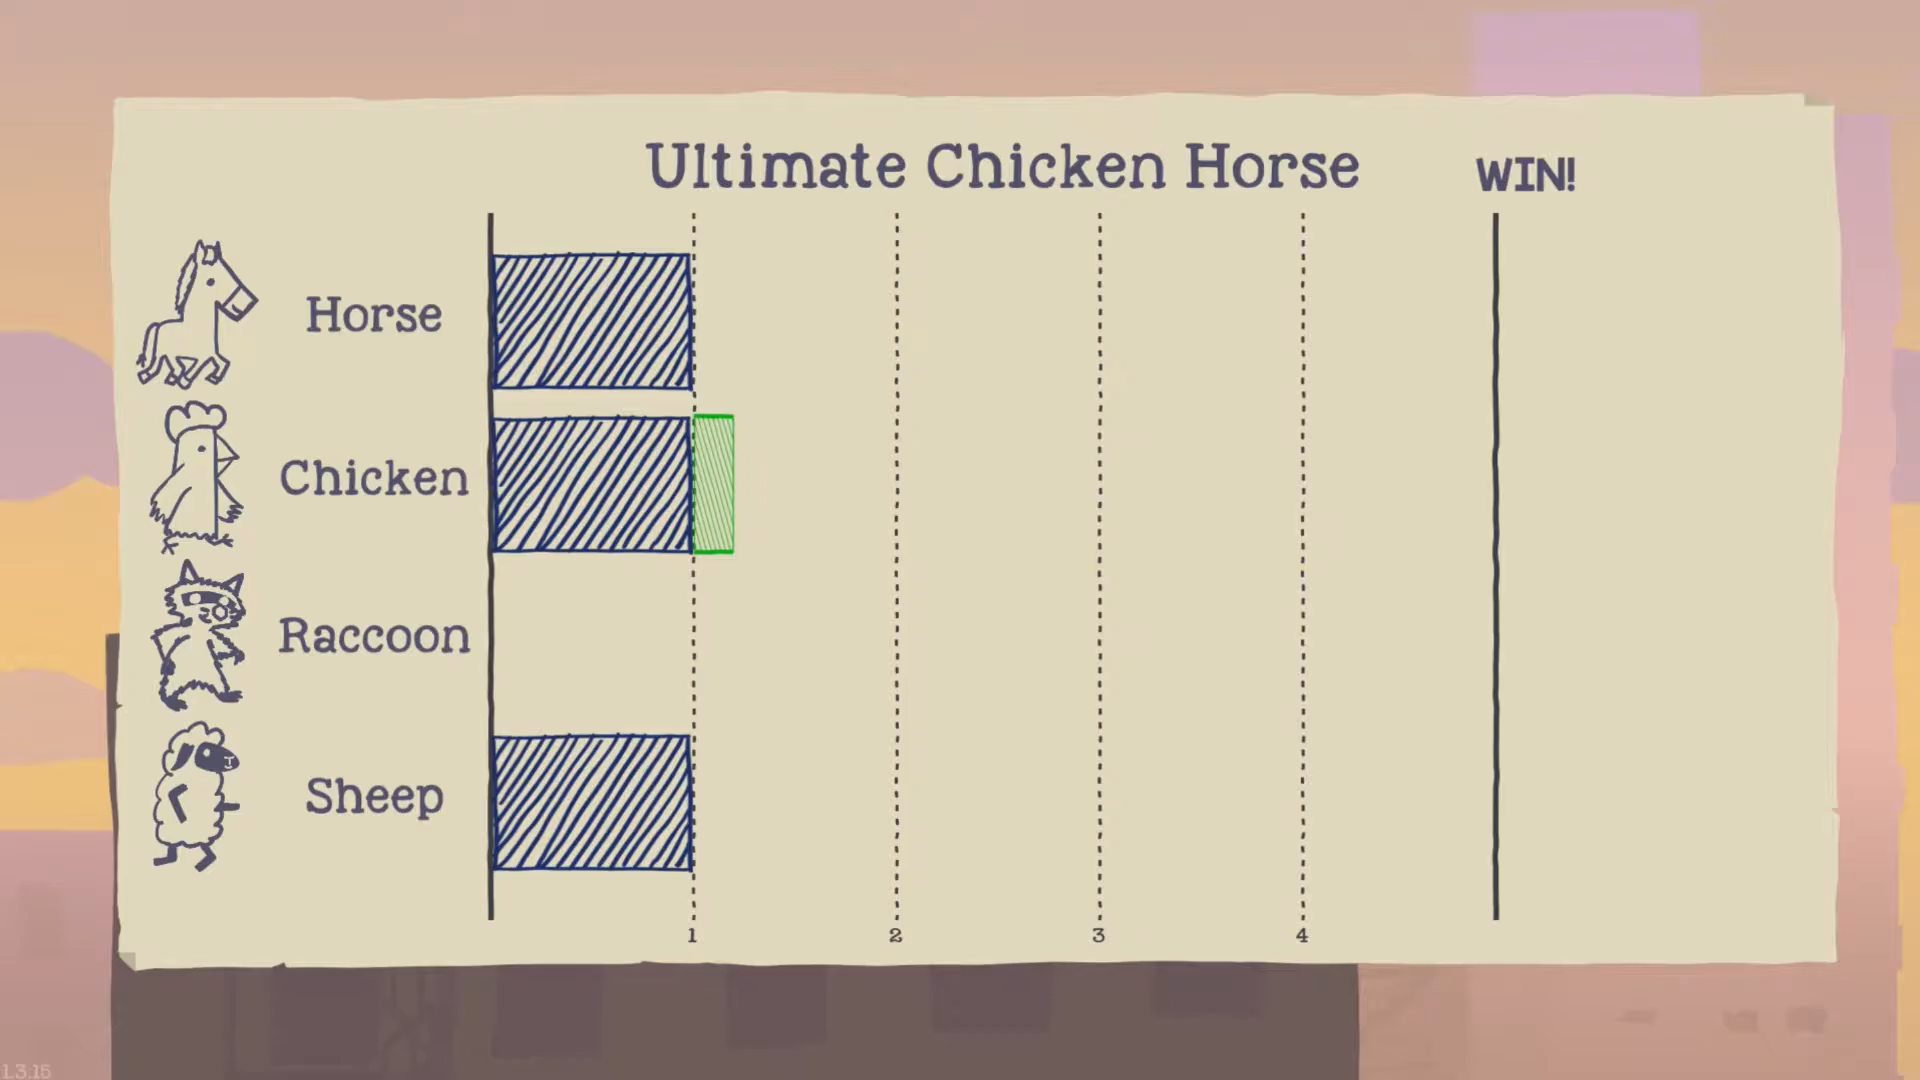 Ultimate Chicken Horse
WIN!
Horse
Chicken
Raccoon
Sheep
1 2 3 4
1.3.15